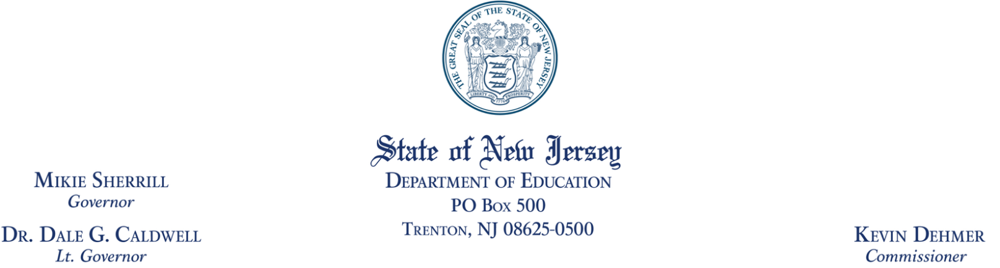 THE GREAT SEAL OF THE STATE OF NEW JERSEY
LIBERTY AND PROSPERITY
1776
State of New Jersey
DEPARTMENT OF EDUCATION
PO BOX 500
TRENTON, NJ 08625-0500
MIKIE SHERRILL
Governor
DR. DALE G. CALDWELL
Lt. Governor
KEVIN DEHMER
Commissioner